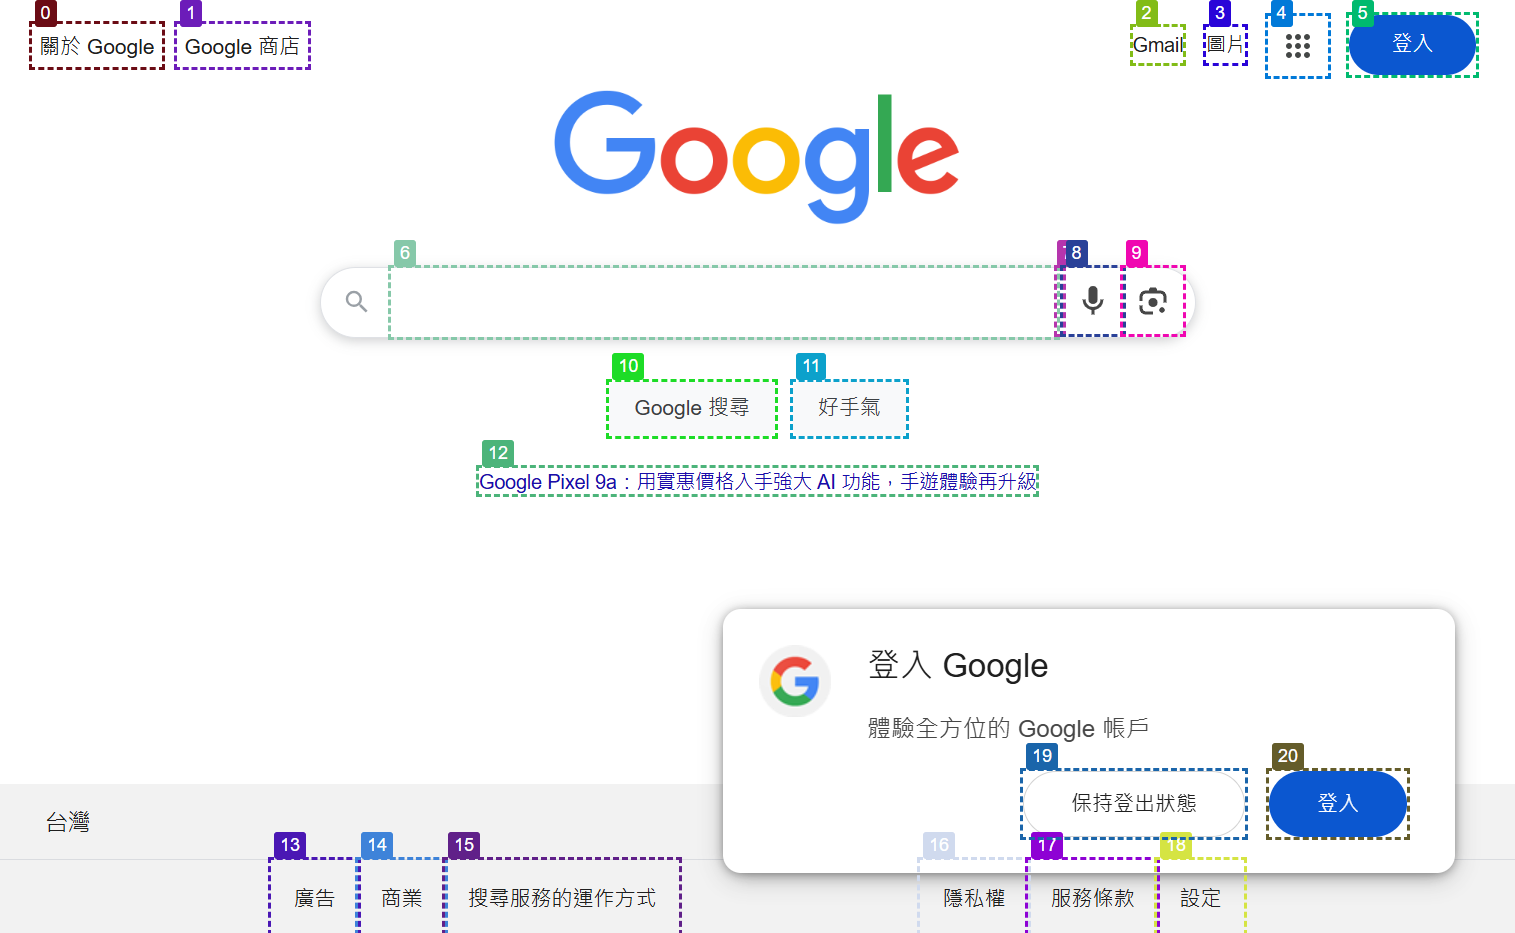 0
1
2
3
4
5
關於 Google
Google 商店
Gmail
圖片
登入
Google
6
8
9
10
11
Google 搜尋
好手氣
12
Google Pixel 9a：用實惠價格入手強大 AI 功能，手遊體驗再升級
登入 Google
體驗全方位的 Google 帳戶
19
20
保持登出狀態
登入
台灣
13
14
15
16
17
18
廣告
商業
搜尋服務的運作方式
隱私權
服務條款
設定